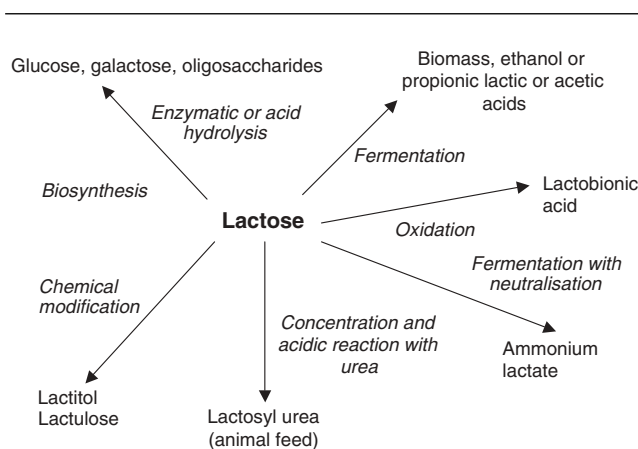 Glucose, galactose, oligosaccharides
Enzymatic or acid
hydrolysis
Biosynthesis
Biomass, ethanol or
propionic lactic or acetic
acids
Fermentation
Lactose
Lactobionic
acid
Oxidation
Fermentation with
neutralisation
Ammonium
lactate
Chemical
modification
Lactitol
Lactulose
Concentration and
acidic reaction with
urea
Lactosyl urea
(animal feed)